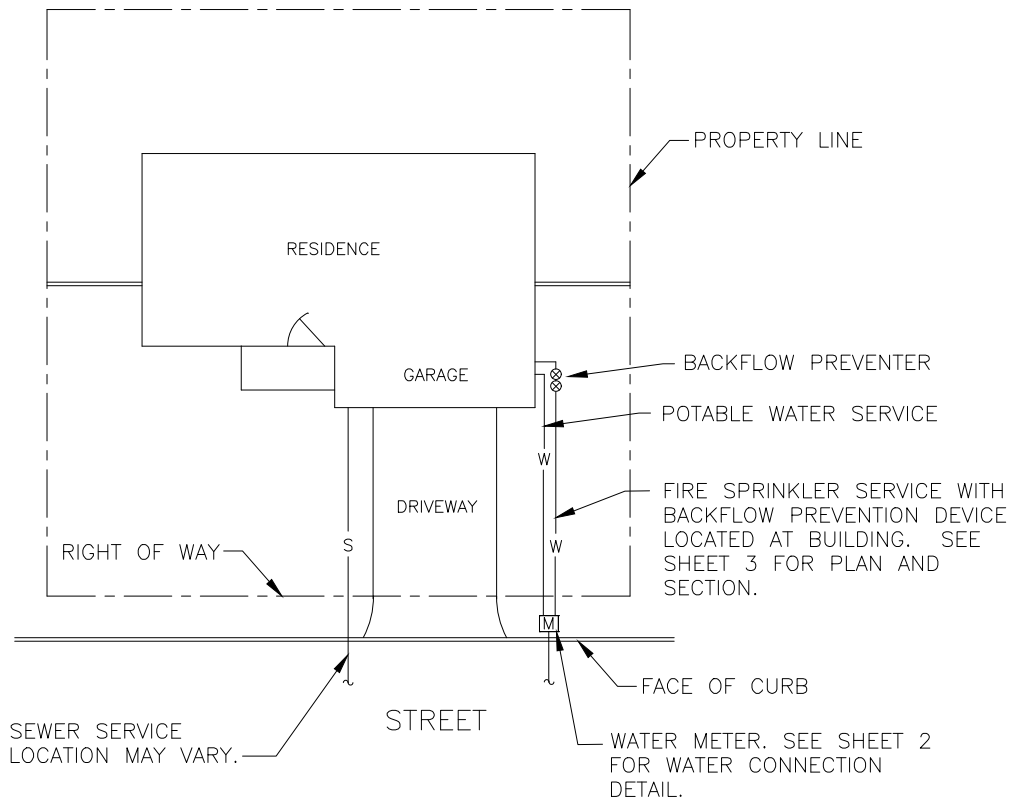 PROPERTY LINE
RESIDENCE
BACKFLOW PREVENTER
GARAGE
POTABLE WATER SERVICE
W
FIRE SPRINKLER SERVICE WITH
BACKFLOW PREVENTION DEVICE
LOCATED AT BUILDING. SEE
SHEET 3 FOR PLAN AND
SECTION.
DRIVEWAY
S
W
RIGHT OF WAY
M
FACE OF CURB
STREET
SEWER SERVICE
LOCATION MAY VARY.
WATER METER. SEE SHEET 2
FOR WATER CONNECTION
DETAIL.